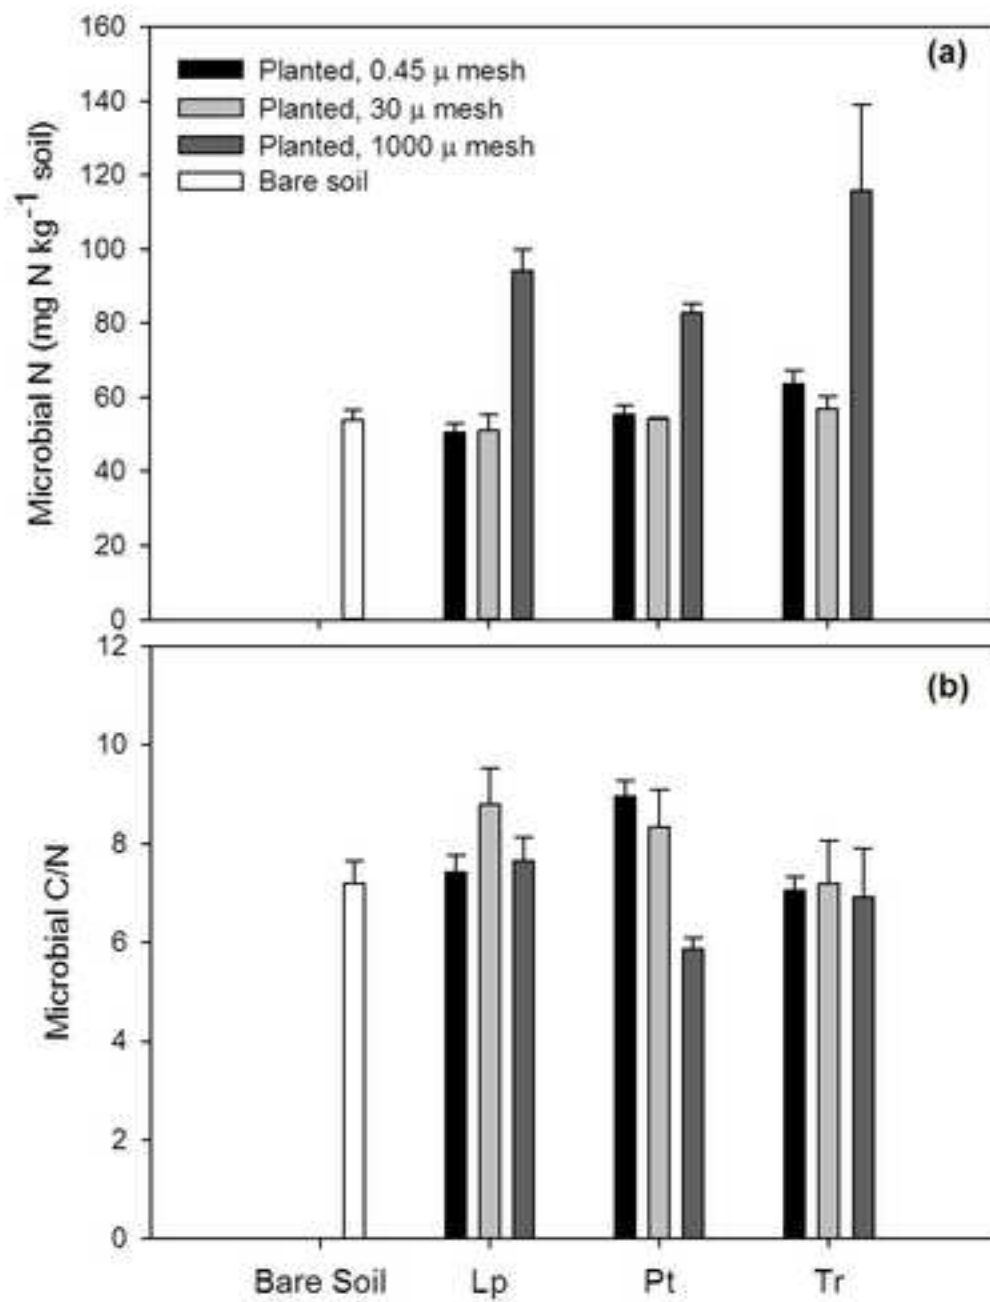 160
140
120
100
80
60
40
20
0
Microbial N (mg N kg⁻¹ soil)
(a)
Planted, 0.45 μ mesh
Planted, 30 μ mesh
Planted, 1000 μ mesh
Bare soil
12
10
8
6
4
2
0
Microbial C/N
(b)
Bare Soil Lp Pt Tr